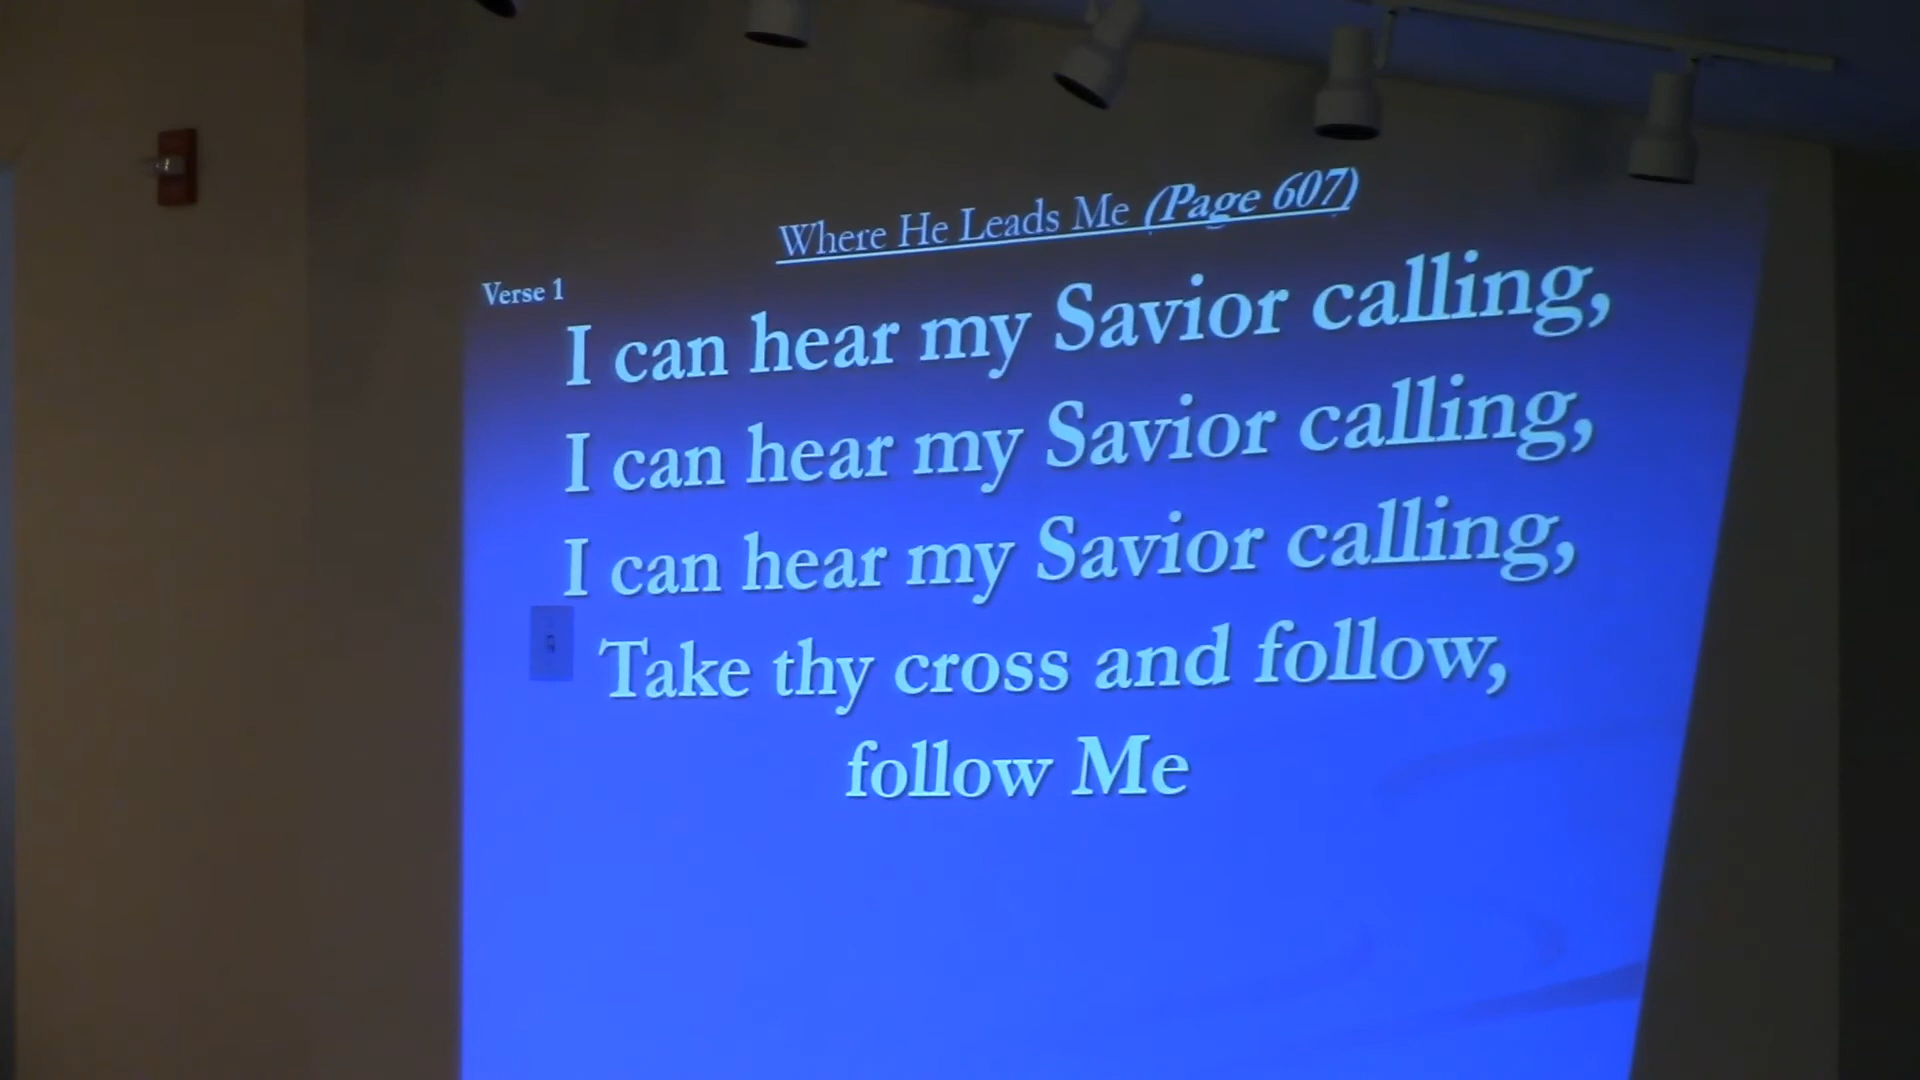 Where He Leads Me (Page 607)
Verse 1
I can hear my Savior calling,
I can hear my Savior calling,
I can hear my Savior calling,
Take thy cross and follow,
follow Me